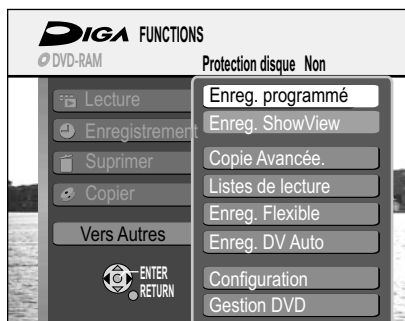 DIGA FUNCTIONS
DVD-RAM
Protection disque Non
Lecture
Enregistrement
Suprimer
Copier
Vers Autres
ENTER
RETURN
Enreg. programmé
Enreg. ShowView
Copie Avancée.
Listes de lecture
Enreg. Flexible
Enreg. DV Auto
Configuration
Gestion DVD